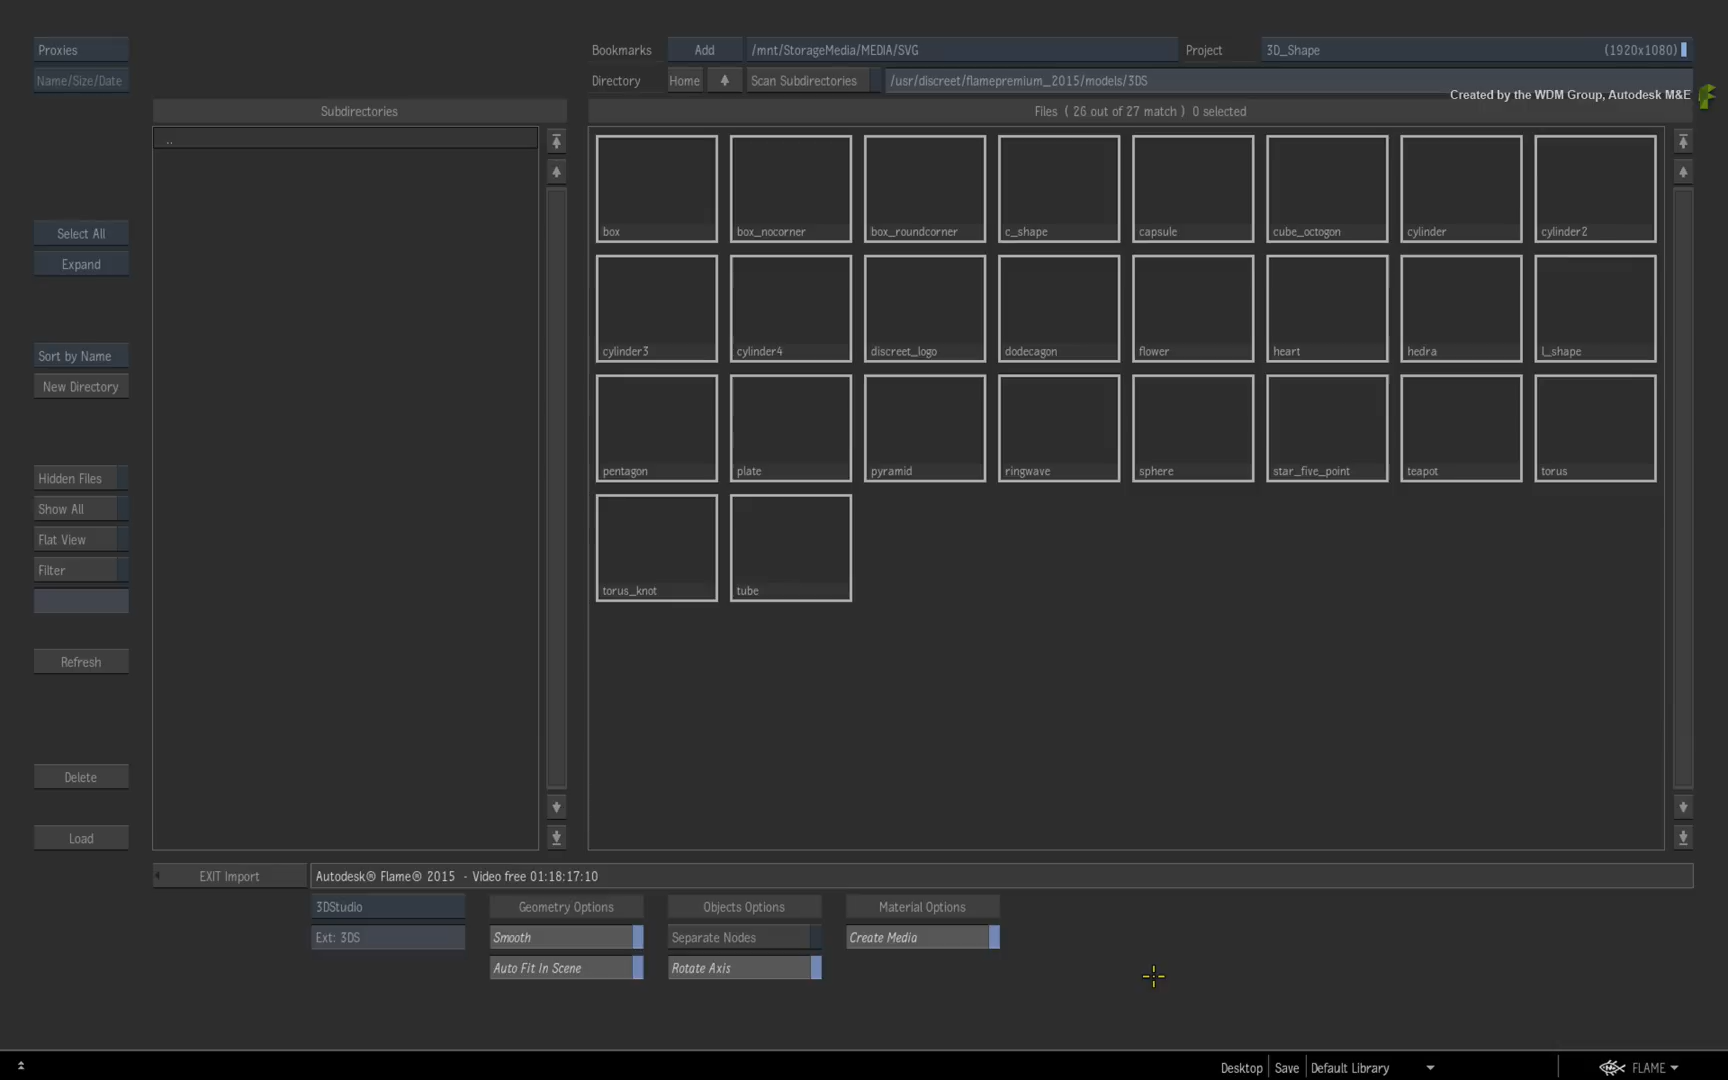 Proxies
Bookmarks Add /mnt/StorageMedia/MEDIA/SVG Project 3D_Shape (1920x1080)
Name/Size/Date
Directory Home Scan Subdirectories /usr/discreet/flamepremium_2015/models/3DS
Created by the WDM Group, Autodesk M&E
Subdirectories
Files ( 26 out of 27 match ) 0 selected
..
box box_nocorner box_roundcorner c_shape capsule cube_octogon cylinder cylinder2
Select All
Expand
cylinder3 cylinder4 discreet_logo dodecagon flower heart hedra l_shape
Sort by Name
New Directory
pentagon plate pyramid ringwave sphere star_five_point teapot torus
Hidden Files
Show All
Flat View
Filter
torus_knot tube
Refresh
Delete
Load
EXIT Import Autodesk® Flame® 2015 - Video free 01:18:17:10
3DStudio Geometry Options Objects Options Material Options
Ext: 3DS Smooth Separate Nodes Create Media
Auto Fit In Scene Rotate Axis
Desktop Save Default Library FLAME